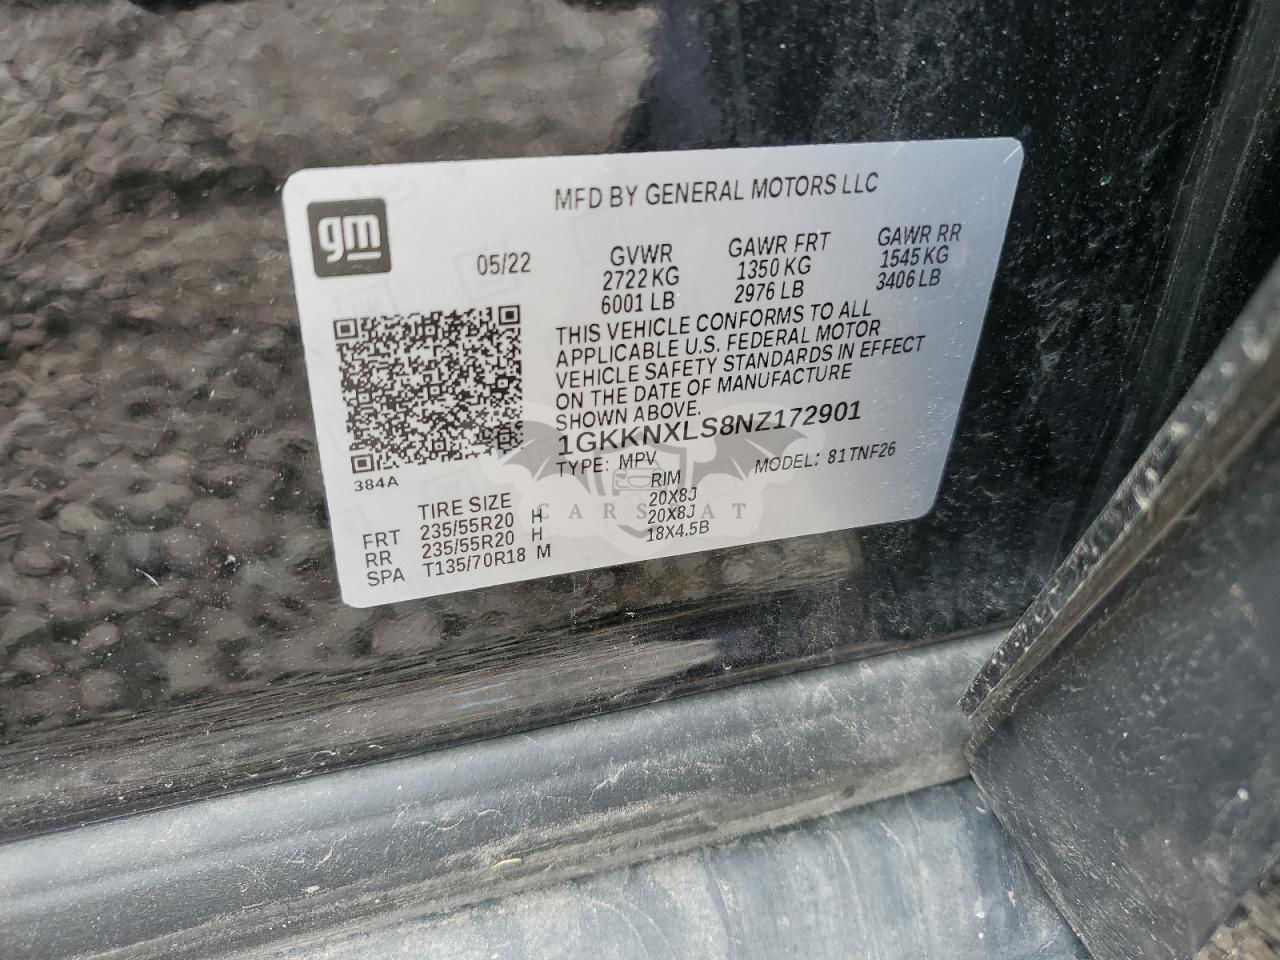 MFD BY GENERAL MOTORS LLC
gm
05/22
GVWR GAWR FRT GAWR RR
2722 KG 1350 KG 1545 KG
6001 LB 2976 LB 3406 LB
THIS VEHICLE CONFORMS TO ALL
APPLICABLE U.S. FEDERAL MOTOR
VEHICLE SAFETY STANDARDS IN EFFECT
ON THE DATE OF MANUFACTURE
SHOWN ABOVE.
1GKKNXLS8NZ172901
TYPE: MPV MODEL: 81TNF26
384A
TIRE SIZE RIM
FRT 235/55R20 H 20X8J
RR 235/55R20 H 20X8J
SPA T135/70R18 M 18X4.5B